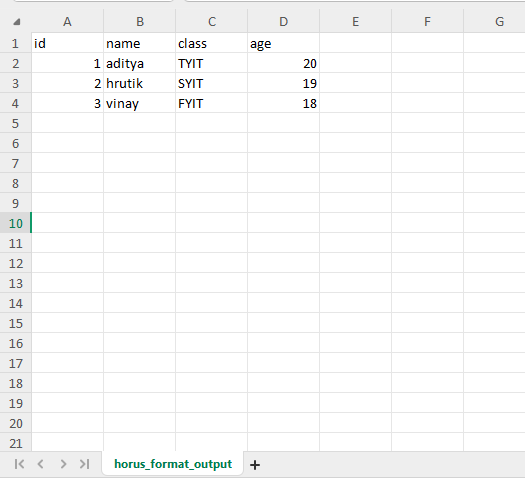 A B C D E F G
1 id name class age
2 1 aditya TYIT 20
3 2 hrutik SYIT 19
4 3 vinay FYIT 18
5
6
7
8
9
10
11
12
13
14
15
16
17
18
19
20
21
horus_format_output +